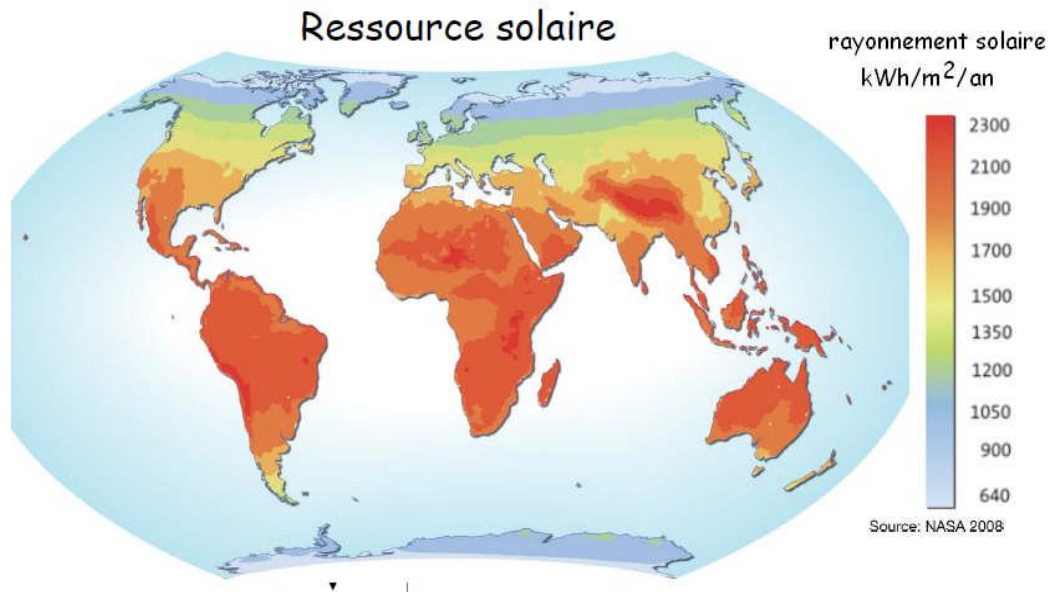 Ressource solaire
rayonnement solaire
kWh/m²/an
2300
2100
1900
1700
1500
1350
1200
1050
900
640
Source: NASA 2008